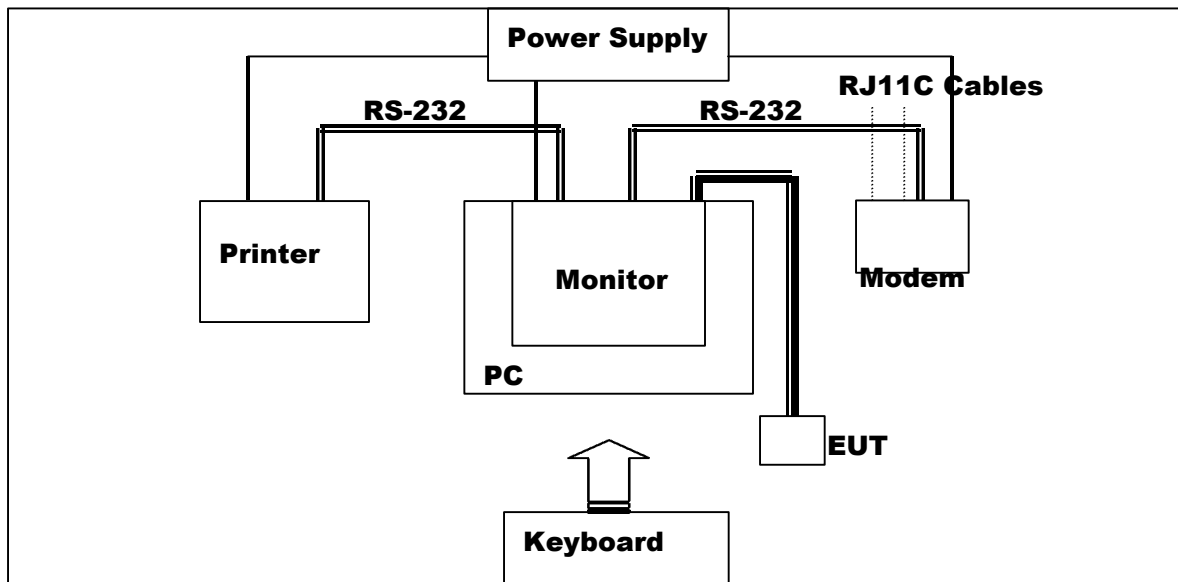 Power Supply
RJ11C Cables
RS-232
RS-232
Printer
Monitor
Modem
PC
EUT
Keyboard